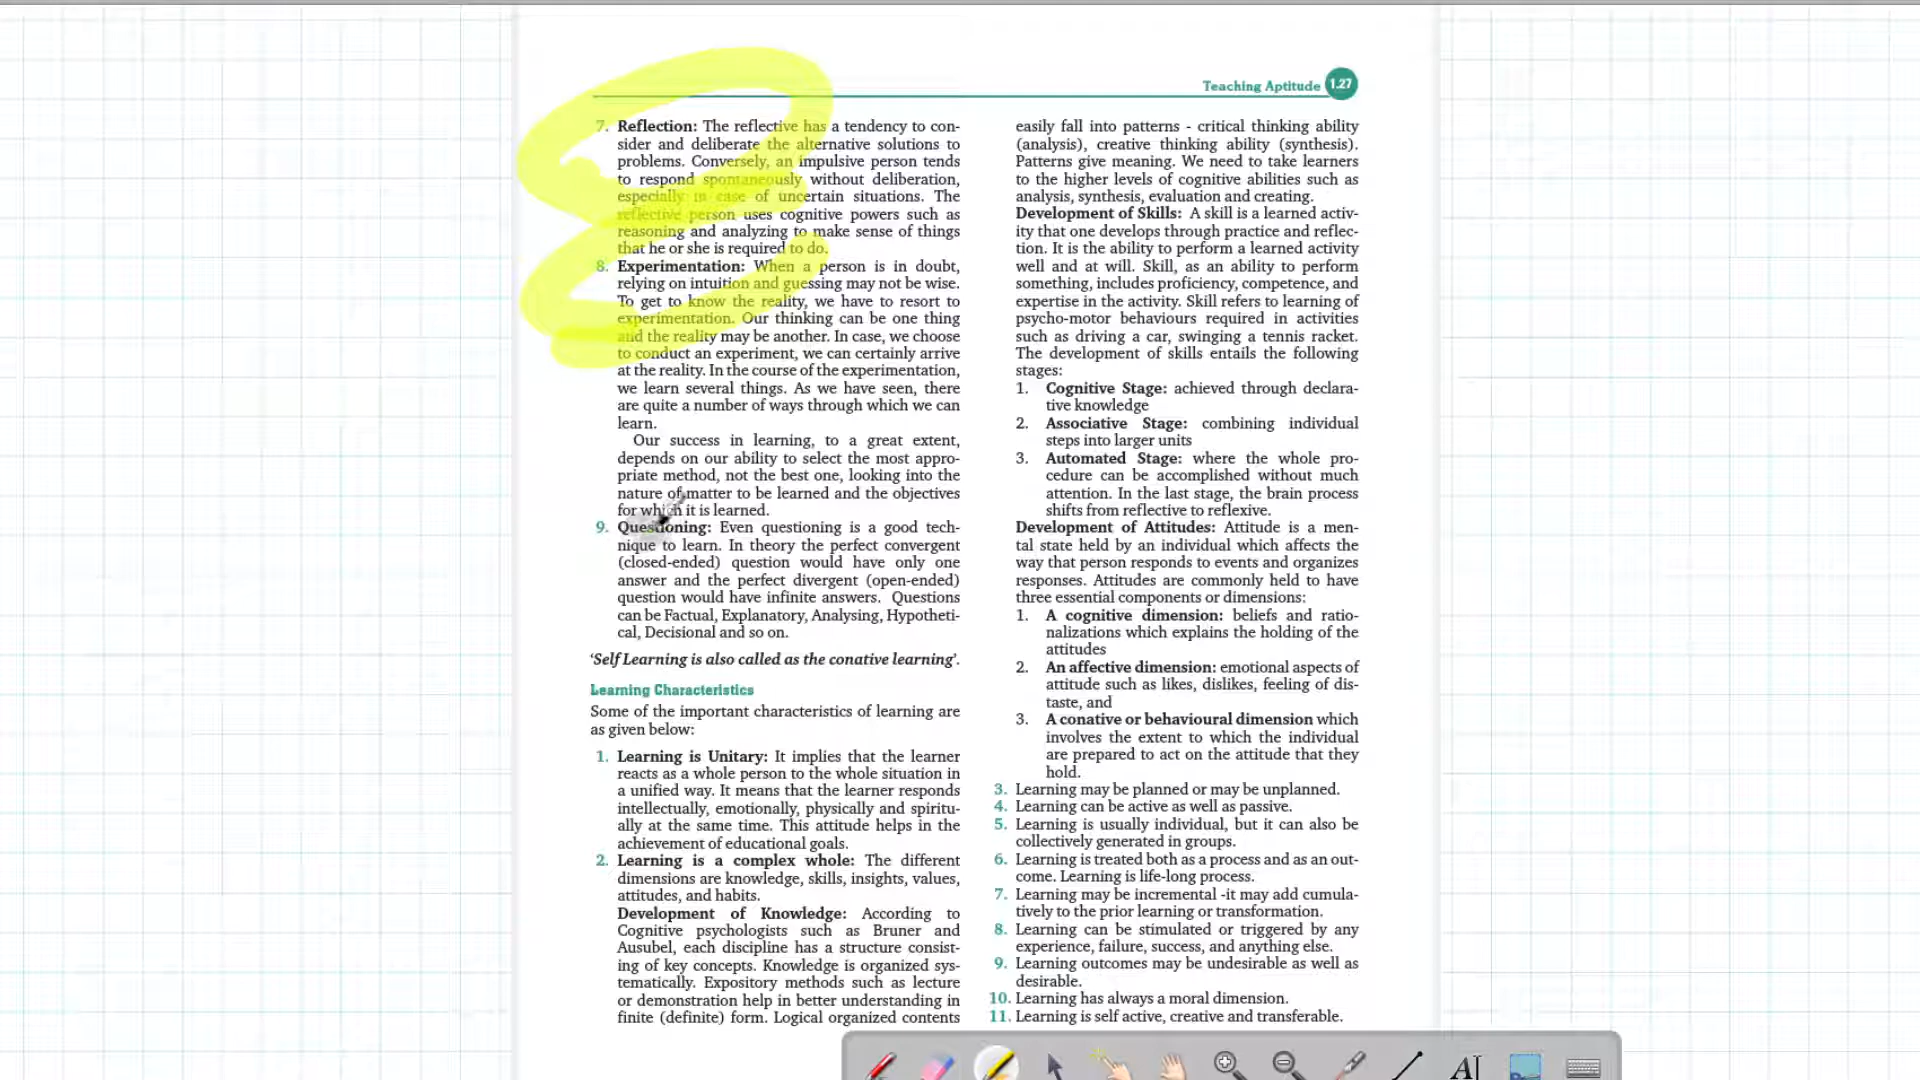 Teaching Aptitude 1.27
7. Reflection: The reflective has a tendency to con-
sider and deliberate the alternative solutions to
problems. Conversely, an impulsive person tends
to respond spontaneously without deliberation,
especially in case of uncertain situations. The
reflective person uses cognitive powers such as
reasoning and analyzing to make sense of things
that he or she is required to do.
8. Experimentation: When a person is in doubt,
relying on intuition and guessing may not be wise.
To get to know the reality, we have to resort to
experimentation. Our thinking can be one thing
and the reality may be another. In case, we choose
to conduct an experiment, we can certainly arrive
at the reality. In the course of the experimentation,
we learn several things. As we have seen, there
are quite a number of ways through which we can
learn.
Our success in learning, to a great extent,
depends on our ability to select the most appro-
priate method, not the best one, looking into the
nature of matter to be learned and the objectives
for which it is learned.
9. Questioning: Even questioning is a good tech-
nique to learn. In theory the perfect convergent
(closed-ended) question would have only one
answer and the perfect divergent (open-ended)
question would have infinite answers. Questions
can be Factual, Explanatory, Analysing, Hypotheti-
cal, Decisional and so on.
‘Self Learning is also called as the conative learning’.
Learning Characteristics
Some of the important characteristics of learning are
as given below:
1. Learning is Unitary: It implies that the learner
reacts as a whole person to the whole situation in
a unified way. It means that the learner responds
intellectually, emotionally, physically and spiritu-
ally at the same time. This attitude helps in the
achievement of educational goals.
2. Learning is a complex whole: The different
dimensions are knowledge, skills, insights, values,
attitudes, and habits.
Development of Knowledge: According to
Cognitive psychologists such as Bruner and
Ausubel, each discipline has a structure consist-
ing of key concepts. Knowledge is organized sys-
tematically. Expository methods such as lecture
or demonstration help in better understanding in
finite (definite) form. Logical organized contents
easily fall into patterns - critical thinking ability
(analysis), creative thinking ability (synthesis).
Patterns give meaning. We need to take learners
to the higher levels of cognitive abilities such as
analysis, synthesis, evaluation and creating.
Development of Skills: A skill is a learned activ-
ity that one develops through practice and reflec-
tion. It is the ability to perform a learned activity
well and at will. Skill, as an ability to perform
something, includes proficiency, competence, and
expertise in the activity. Skill refers to learning of
psycho-motor behaviours required in activities
such as driving a car, swinging a tennis racket.
The development of skills entails the following
stages:
1. Cognitive Stage: achieved through declara-
tive knowledge
2. Associative Stage: combining individual
steps into larger units
3. Automated Stage: where the whole pro-
cedure can be accomplished without much
attention. In the last stage, the brain process
shifts from reflective to reflexive.
Development of Attitudes: Attitude is a men-
tal state held by an individual which affects the
way that person responds to events and organizes
responses. Attitudes are commonly held to have
three essential components or dimensions:
1. A cognitive dimension: beliefs and ratio-
nalizations which explains the holding of the
attitudes
2. An affective dimension: emotional aspects of
attitude such as likes, dislikes, feeling of dis-
taste, and
3. A conative or behavioural dimension which
involves the extent to which the individual
are prepared to act on the attitude that they
hold.
3. Learning may be planned or may be unplanned.
4. Learning can be active as well as passive.
5. Learning is usually individual, but it can also be
collectively generated in groups.
6. Learning is treated both as a process and as an out-
come. Learning is life-long process.
7. Learning may be incremental -it may add cumula-
tively to the prior learning or transformation.
8. Learning can be stimulated or triggered by any
experience, failure, success, and anything else.
9. Learning outcomes may be undesirable as well as
desirable.
10. Learning has always a moral dimension.
11. Learning is self active, creative and transferable.